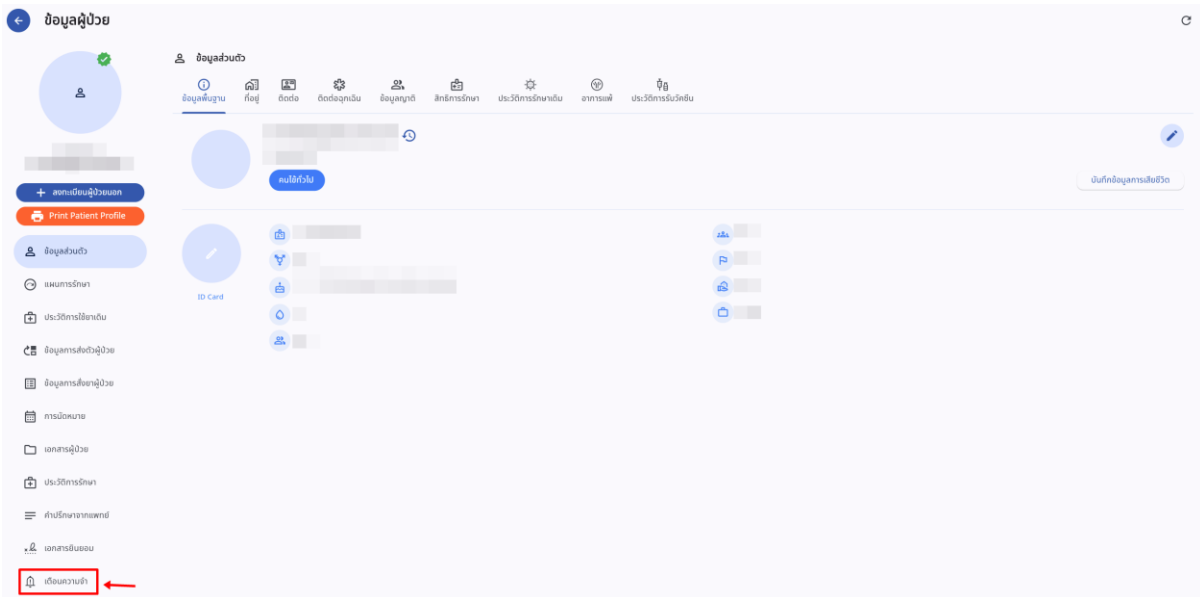 ข้อมูลผู้ป่วย
ข้อมูลส่วนตัว
ข้อมูลพื้นฐาน ที่อยู่ ติดต่อ ติดต่อฉุกเฉิน ข้อมูลญาติ สิทธิการรักษา ประวัติการรักษาเดิม อาการแพ้ ประวัติการรับวัคซีน
คนไข้ทั่วไป
บันทึกข้อมูลการเสียชีวิต
ID Card
+ ลงทะเบียนผู้ป่วยนอก
Print Patient Profile
ข้อมูลส่วนตัว
แผนการรักษา
ประวัติการใช้ยาเดิม
ข้อมูลการส่งตัวผู้ป่วย
ข้อมูลการสั่งยาผู้ป่วย
การนัดหมาย
เอกสารผู้ป่วย
ประวัติการรักษา
คำปรึกษาจากแพทย์
เอกสารยินยอม
เตือนความจำ